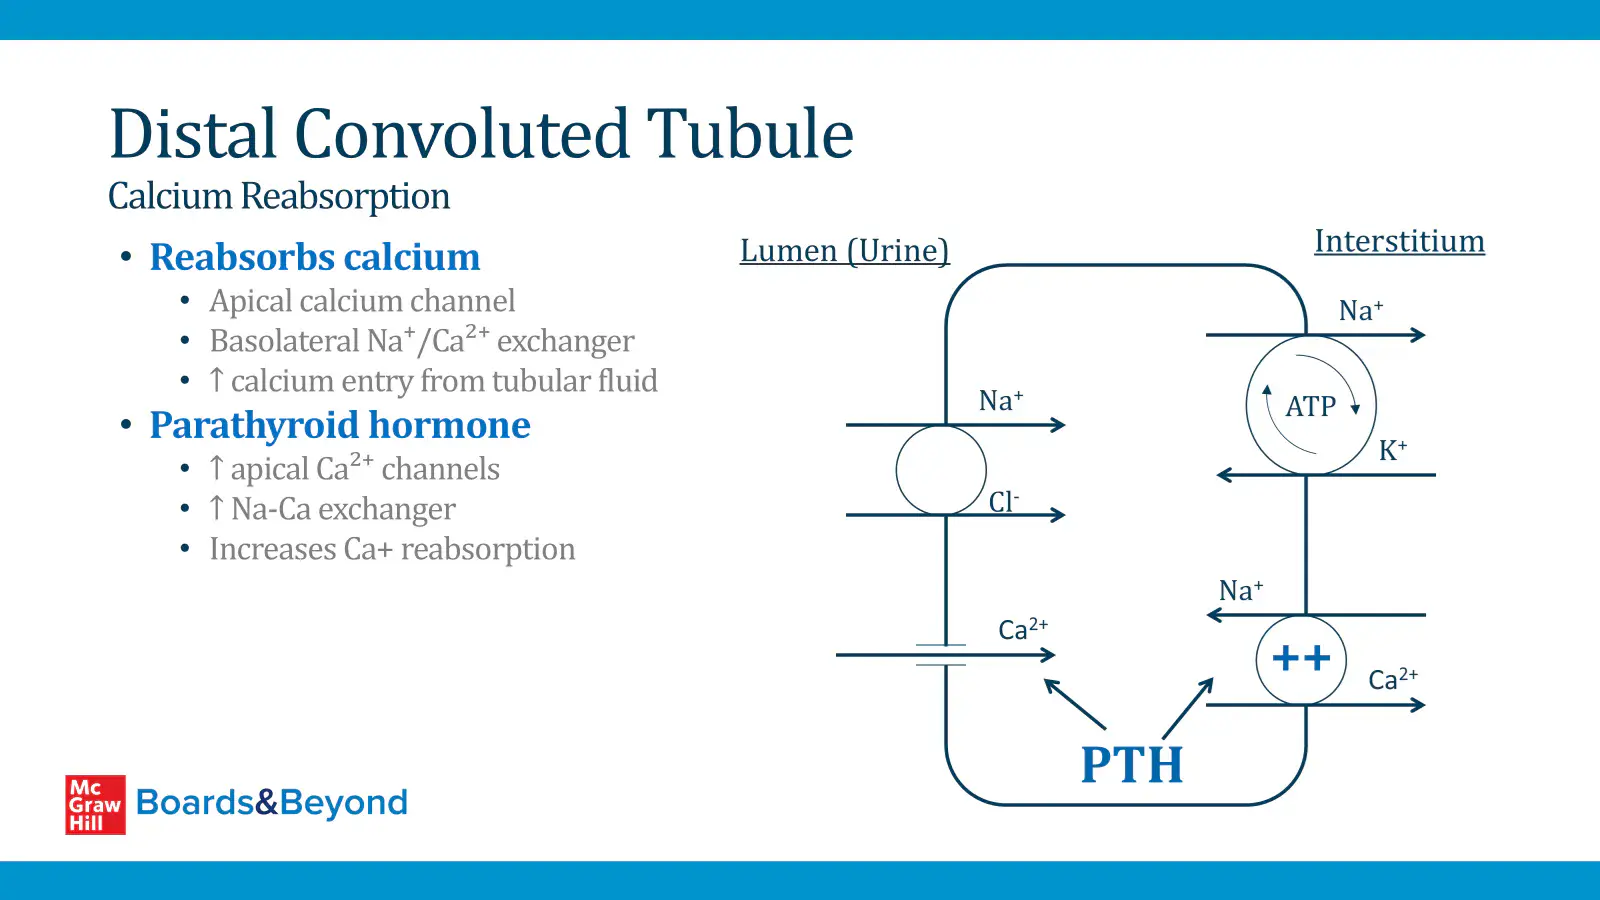 Distal Convoluted Tubule
Calcium Reabsorption
• Reabsorbs calcium
• Apical calcium channel
• Basolateral Na⁺/Ca²⁺ exchanger
• ↑ calcium entry from tubular fluid
• Parathyroid hormone
• ↑ apical Ca²⁺ channels
• ↑ Na-Ca exchanger
• Increases Ca+ reabsorption
Lumen (Urine)
Interstitium
Na⁺
ATP
K⁺
Na⁺
Cl⁻
Na⁺
++
Ca²⁺
Ca²⁺
PTH
Mc
Graw
Hill
Boards&Beyond